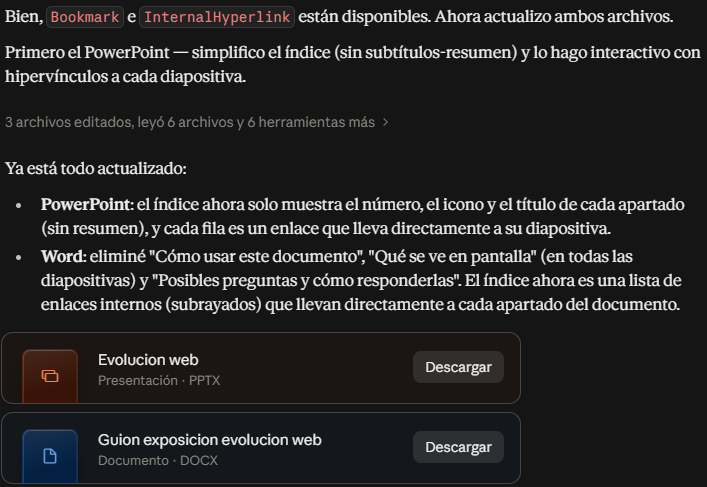 Bien, Bookmark e InternalHyperlink están disponibles. Ahora actualizo ambos archivos.
Primero el PowerPoint — simplifico el índice (sin subtítulos-resumen) y lo hago interactivo con
hipervínculos a cada diapositiva.
3 archivos editados, leyó 6 archivos y 6 herramientas más >
Ya está todo actualizado:
• PowerPoint: el índice ahora solo muestra el número, el icono y el título de cada apartado
(sin resumen), y cada fila es un enlace que lleva directamente a su diapositiva.
• Word: eliminé "Cómo usar este documento", "Qué se ve en pantalla" (en todas las
diapositivas) y "Posibles preguntas y cómo responderlas". El índice ahora es una lista de
enlaces internos (subrayados) que llevan directamente a cada apartado del documento.
Evolucion web
Presentación · PPTX
Descargar
Guion exposicion evolucion web
Documento · DOCX
Descargar